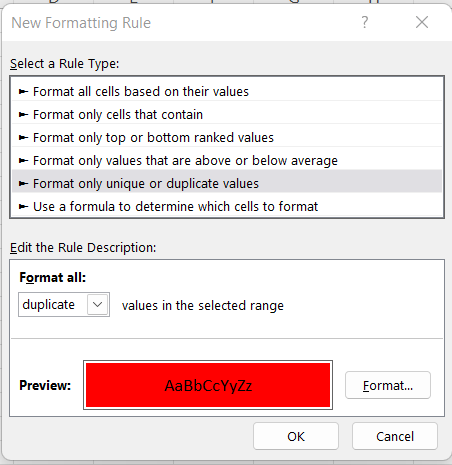 New Formatting Rule
?
Select a Rule Type:
► Format all cells based on their values
► Format only cells that contain
► Format only top or bottom ranked values
► Format only values that are above or below average
► Format only unique or duplicate values
► Use a formula to determine which cells to format
Edit the Rule Description:
Format all:
duplicate values in the selected range
Preview: AaBbCcYyZz Format...
OK Cancel